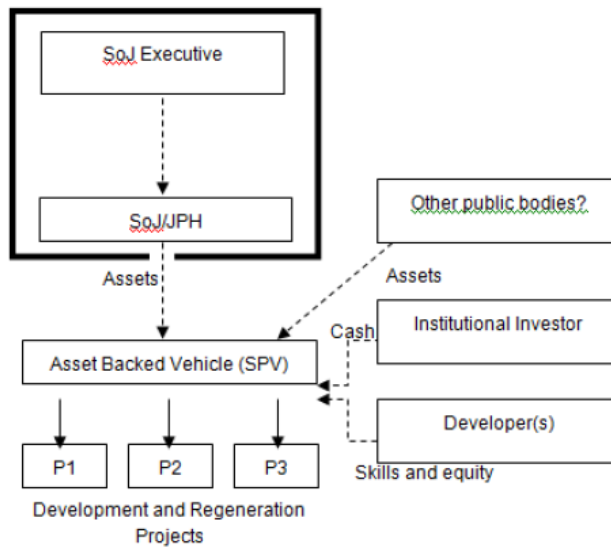 SoJ Executive
SoJ/JPH
Other public bodies?
Assets
Assets
Cash
Institutional Investor
Asset Backed Vehicle (SPV)
Developer(s)
P1
P2
P3
Skills and equity
Development and Regeneration
Projects